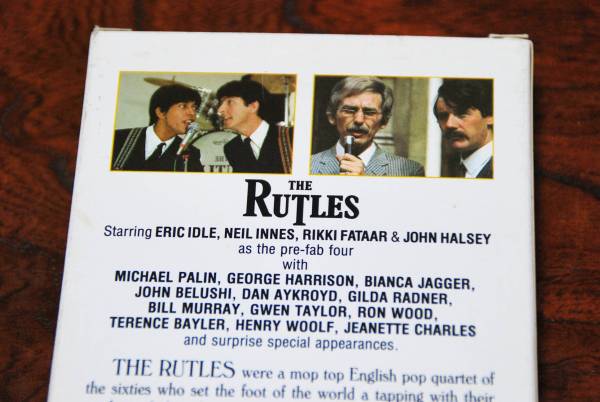 THE
RUTLES
Starring ERIC IDLE, NEIL INNES, RIKKI FATAAR & JOHN HALSEY
as the pre-fab four
with
MICHAEL PALIN, GEORGE HARRISON, BIANCA JAGGER,
JOHN BELUSHI, DAN AYKROYD, GILDA RADNER,
BILL MURRAY, GWEN TAYLOR, RON WOOD,
TERENCE BAYLER, HENRY WOOLF, JEANETTE CHARLES
and surprise special appearances.
THE RUTLES were a mop top English pop quartet of
the sixties who set the foot of the world a tapping with their